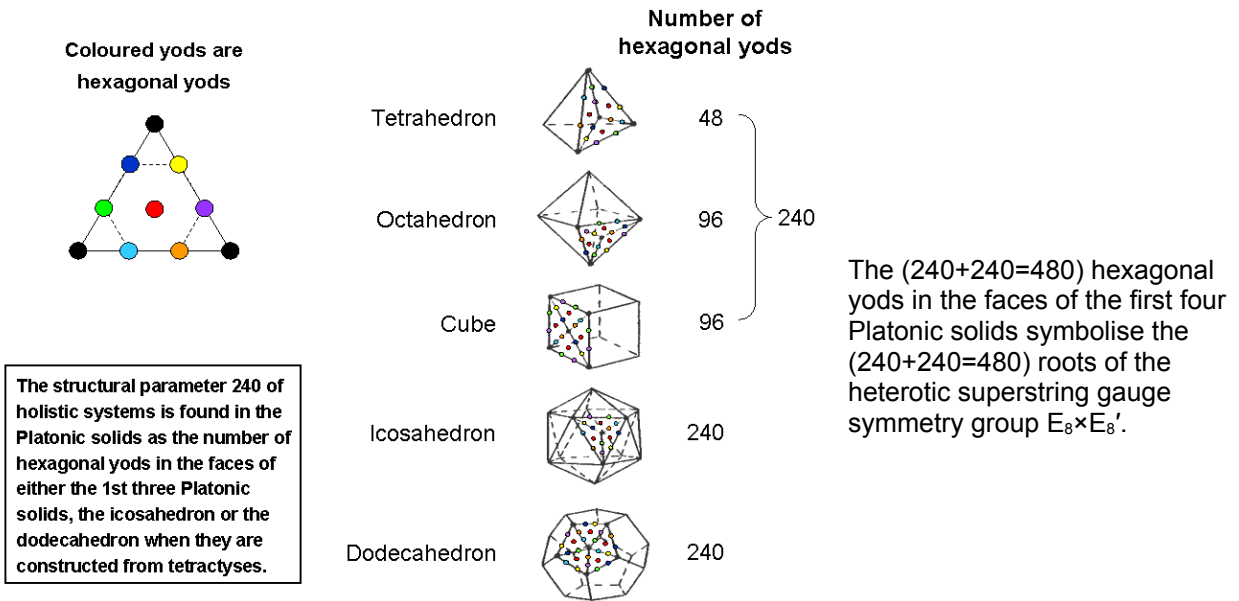 Coloured yods are
hexagonal yods
Number of
hexagonal yods
Tetrahedron 48
Octahedron 96 240
Cube 96
Icosahedron 240
Dodecahedron 240
The structural parameter 240 of
holistic systems is found in the
Platonic solids as the number of
hexagonal yods in the faces of
either the 1st three Platonic
solids, the icosahedron or the
dodecahedron when they are
constructed from tetractyses.
The (240+240=480) hexagonal
yods in the faces of the first four
Platonic solids symbolise the
(240+240=480) roots of the
heterotic superstring gauge
symmetry group E₈×E₈′.